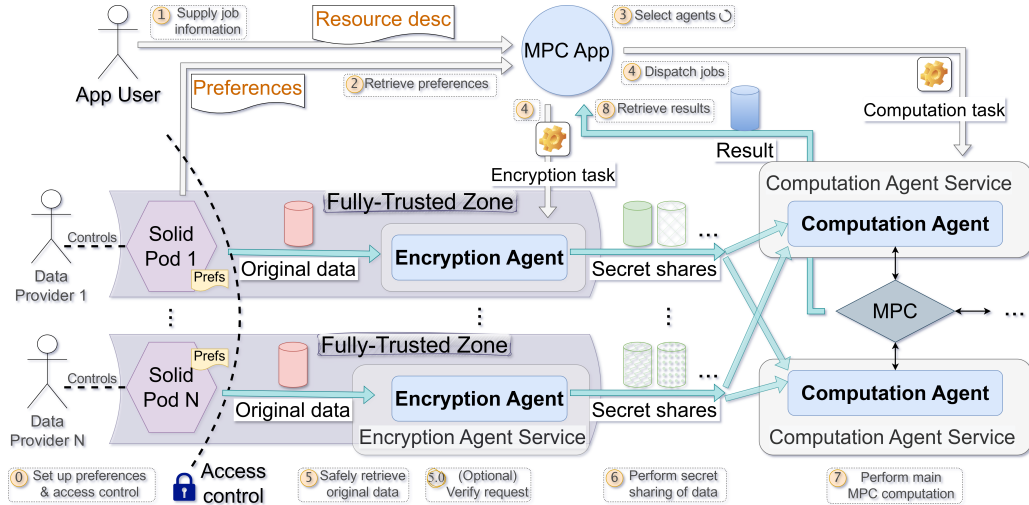 1 Supply job
information
Resource desc
MPC App
3 Select agents
App User
Preferences
2 Retrieve preferences
4 Dispatch jobs
4
8 Retrieve results
Computation task
Result
Encryption task
Fully-Trusted Zone
Computation Agent Service
Computation Agent
Controls
Solid
Pod 1
Prefs
Original data
Encryption Agent
Secret shares
...
Data
Provider 1
MPC
...
Fully-Trusted Zone
Controls
Solid
Pod N
Prefs
Original data
Encryption Agent
Encryption Agent Service
Secret shares
...
Computation Agent
Computation Agent Service
Data
Provider N
0 Set up preferences
& access control
Access
control
5 Safely retrieve
original data
5.0 (Optional)
Verify request
6 Perform secret
sharing of data
7 Perform main
MPC computation